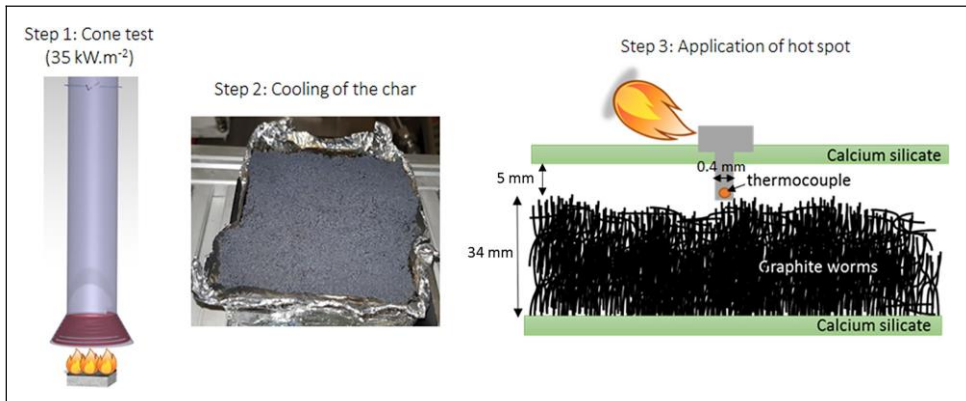 Step 1: Cone test
(35 kW.m⁻²)
Step 2: Cooling of the char
Step 3: Application of hot spot
Calcium silicate
0.4 mm
5 mm
thermocouple
34 mm
Graphite worms
Calcium silicate